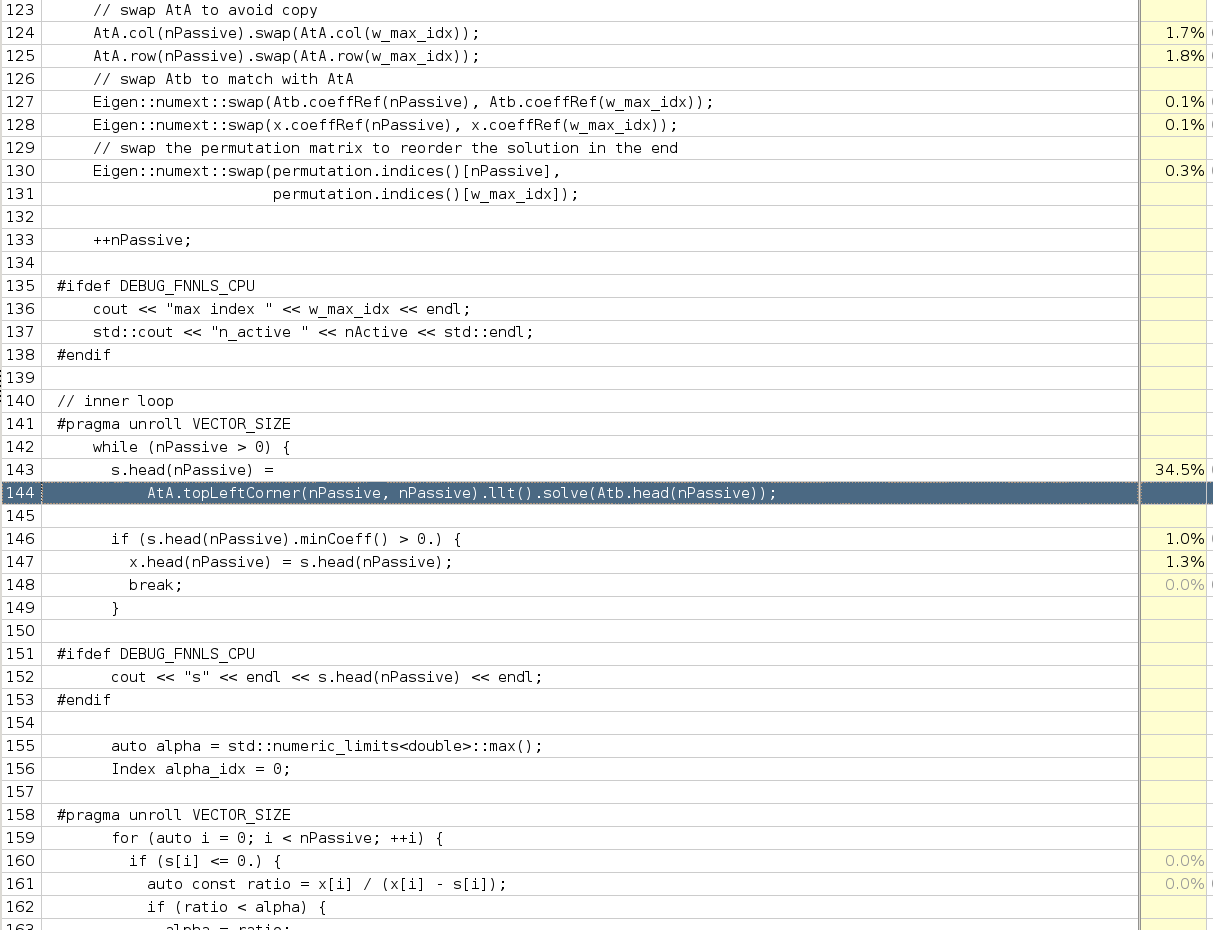 123 // swap AtA to avoid copy
124 AtA.col(nPassive).swap(AtA.col(w_max_idx)); 1.7%
125 AtA.row(nPassive).swap(AtA.row(w_max_idx)); 1.8%
126 // swap Atb to match with AtA
127 Eigen::numext::swap(Atb.coeffRef(nPassive), Atb.coeffRef(w_max_idx)); 0.1%
128 Eigen::numext::swap(x.coeffRef(nPassive), x.coeffRef(w_max_idx)); 0.1%
129 // swap the permutation matrix to reorder the solution in the end
130 Eigen::numext::swap(permutation.indices()[nPassive], 0.3%
131 permutation.indices()[w_max_idx]);
132
133 ++nPassive;
134
135 #ifdef DEBUG_FNNLS_CPU
136 cout << "max index " << w_max_idx << endl;
137 std::cout << "n_active " << nActive << std::endl;
138 #endif
139
140 // inner loop
141 #pragma unroll VECTOR_SIZE
142 while (nPassive > 0) {
143 s.head(nPassive) = 34.5%
144 AtA.topLeftCorner(nPassive, nPassive).llt().solve(Atb.head(nPassive));
145
146 if (s.head(nPassive).minCoeff() > 0.) { 1.0%
147 x.head(nPassive) = s.head(nPassive); 1.3%
148 break; 0.0%
149 }
150
151 #ifdef DEBUG_FNNLS_CPU
152 cout << "s" << endl << s.head(nPassive) << endl;
153 #endif
154
155 auto alpha = std::numeric_limits<double>::max();
156 Index alpha_idx = 0;
157
158 #pragma unroll VECTOR_SIZE
159 for (auto i = 0; i < nPassive; ++i) {
160 if (s[i] <= 0.) { 0.0%
161 auto const ratio = x[i] / (x[i] - s[i]); 0.0%
162 if (ratio < alpha) {
163 alpha = ratio;